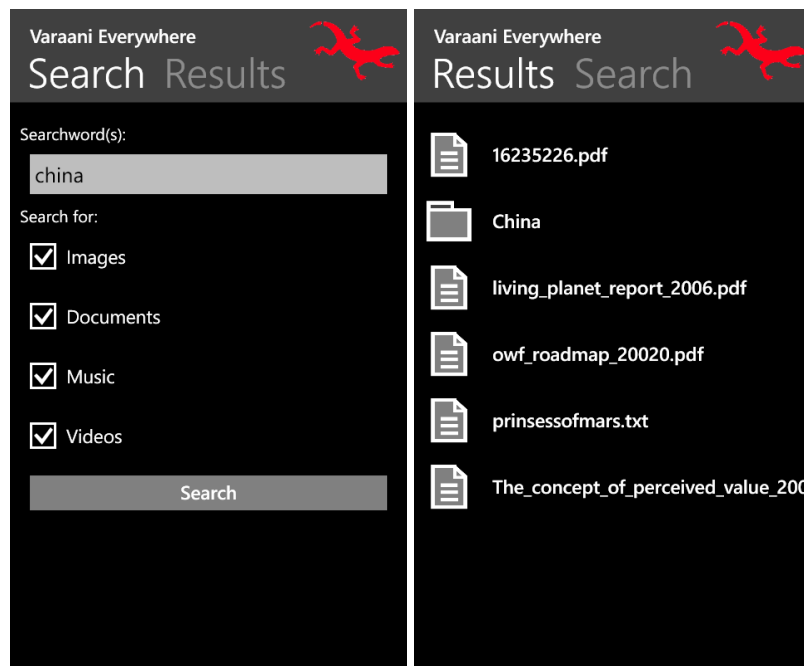 Varaani Everywhere
Search Results
Searchword(s):
china
Search for:
Images
Documents
Music
Videos
Search
Varaani Everywhere
Results Search
16235226.pdf
China
living_planet_report_2006.pdf
owf_roadmap_20020.pdf
prinsessofmars.txt
The_concept_of_perceived_value_200